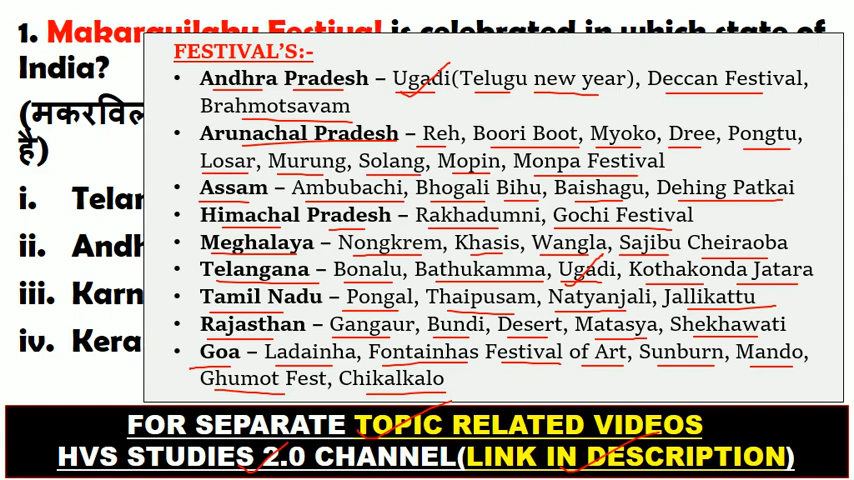 1. Makaravilahu Festival is celebrated in which state of
India?
FESTIVAL'S:-
• Andhra Pradesh – Ugadi(Telugu new year), Deccan Festival,
Brahmotsavam
(मकरविल
• Arunachal Pradesh – Reh, Boori Boot, Myoko, Dree, Pongtu,
है)
Losar, Murung, Solang, Mopin, Monpa Festival
i. Telan
• Assam – Ambubachi, Bhogali Bihu, Baishagu, Dehing Patkai
• Himachal Pradesh – Rakhadumni, Gochi Festival
ii. Andh
• Meghalaya – Nongkrem, Khasis, Wangla, Sajibu Cheiraoba
• Telangana – Bonalu, Bathukamma, Ugadi, Kothakonda Jatara
iii. Karn
• Tamil Nadu – Pongal, Thaipusam, Natyanjali, Jallikattu
• Rajasthan – Gangaur, Bundi, Desert, Matasya, Shekhawati
iv. Kera
• Goa – Ladainha, Fontainhas Festival of Art, Sunburn, Mando,
Ghumot Fest, Chikalkalo
FOR SEPARATE TOPIC RELATED VIDEOS
HVS STUDIES 2.0 CHANNEL(LINK IN DESCRIPTION)